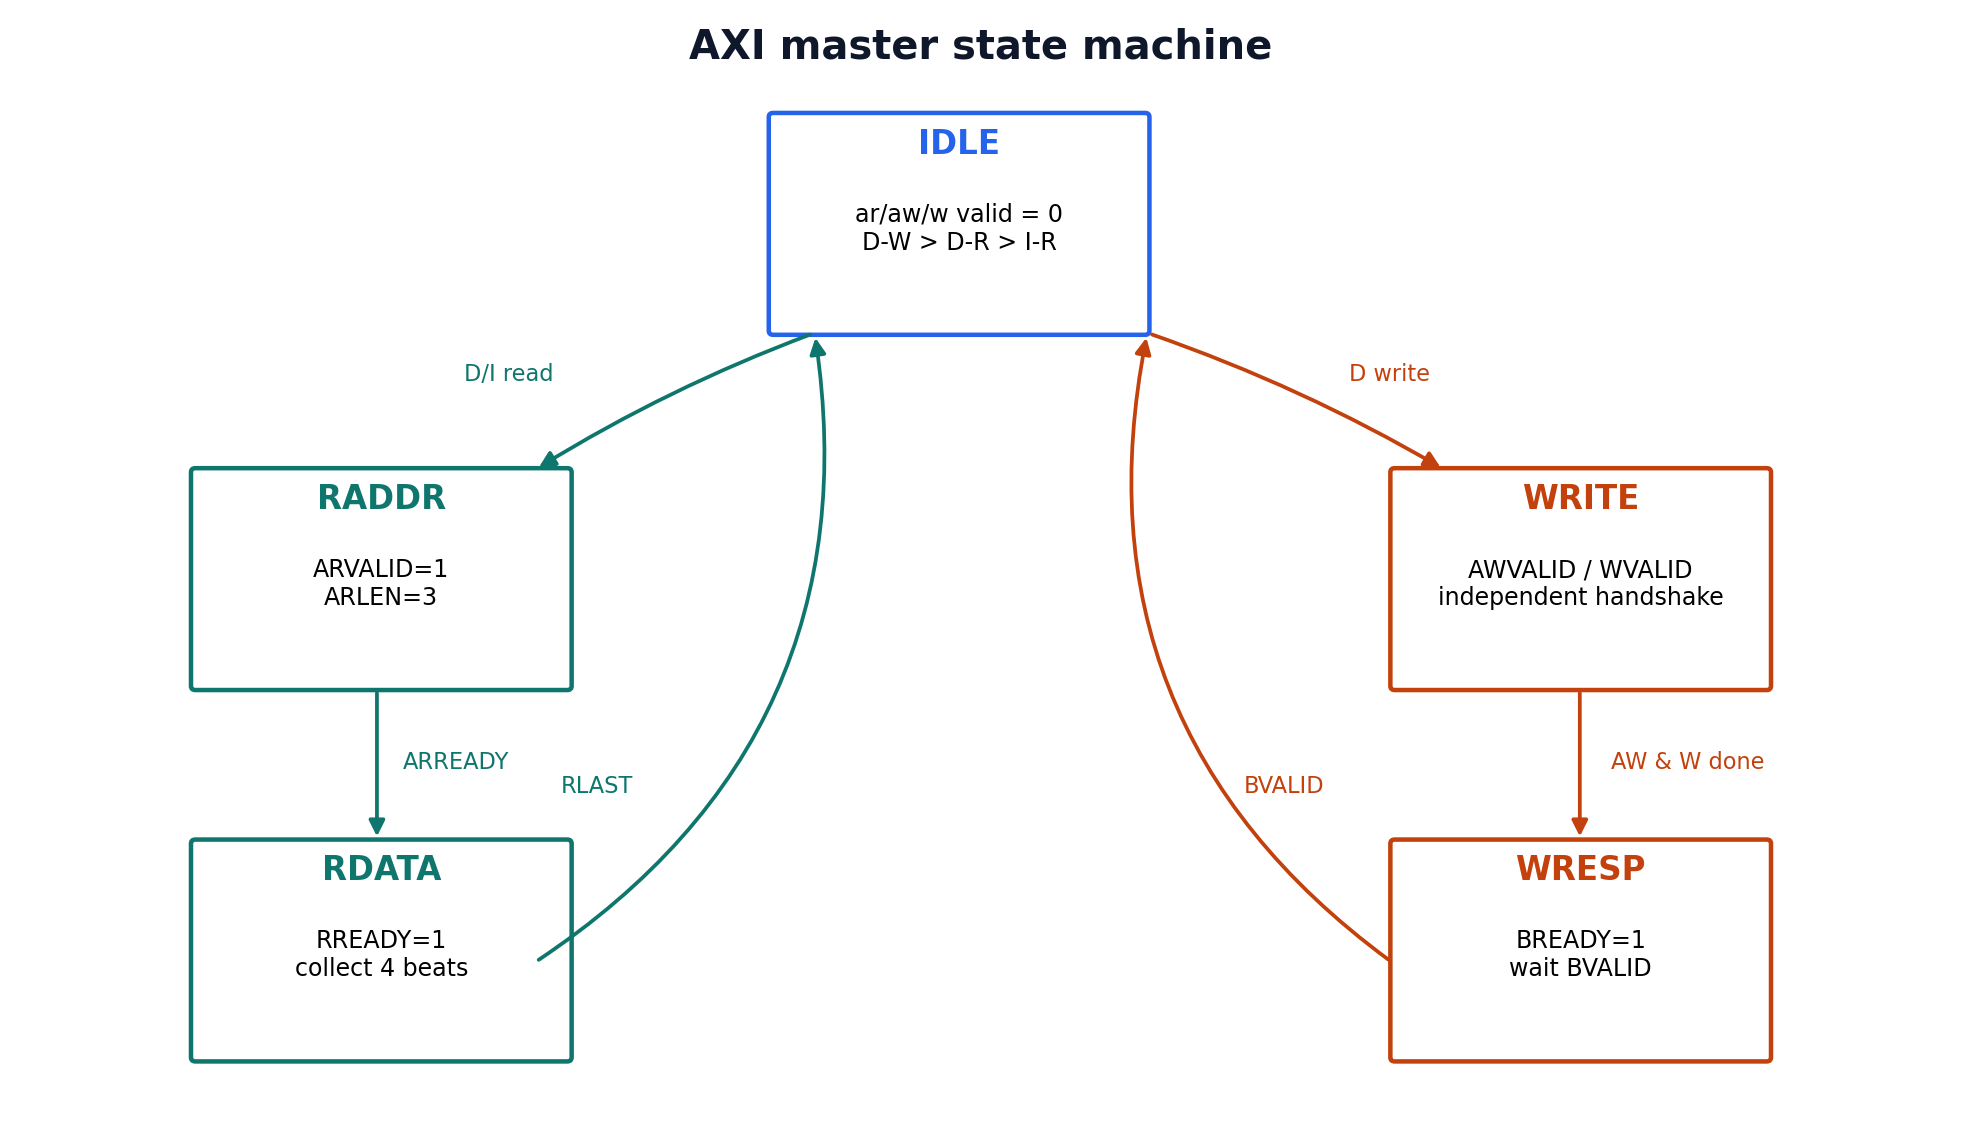 AXI master state machine
IDLE
ar/aw/w valid = 0
D-W > D-R > I-R
D/I read
D write
RADDR
ARVALID=1
ARLEN=3
WRITE
AWVALID / WVALID
independent handshake
ARREADY
RLAST
BVALID
AW & W done
RDATA
RREADY=1
collect 4 beats
WRESP
BREADY=1
wait BVALID